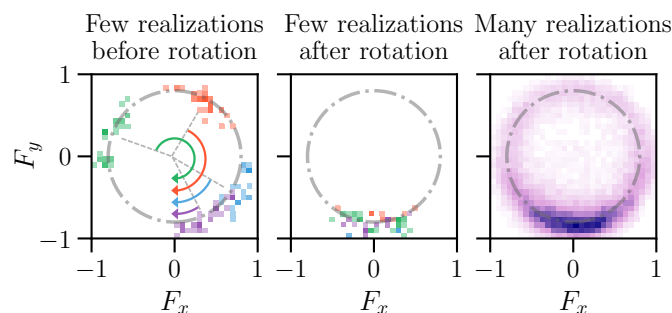 Few realizations before rotation
Few realizations after rotation
Many realizations after rotation
1
0
−1
F_y
−1 0 1
−1 0 1
−1 0 1
F_x
F_x
F_x